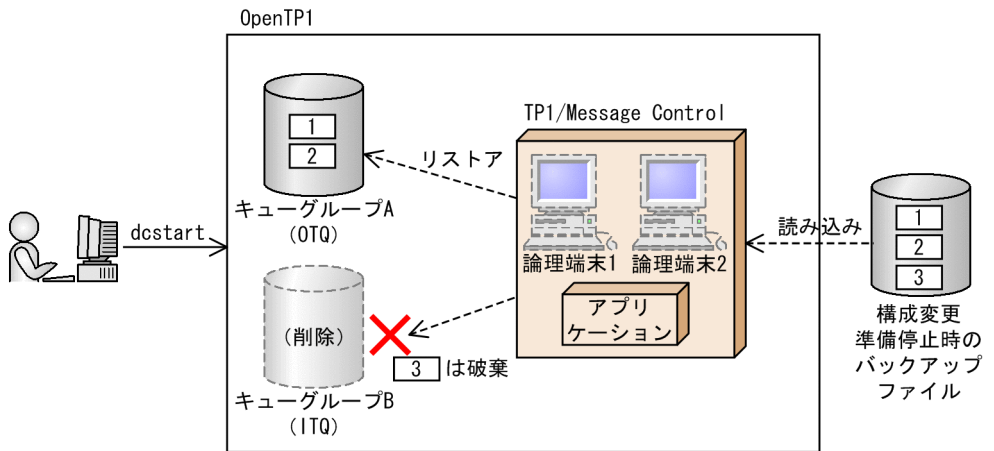 OpenTP1
1
2
キューグループA
(OTQ)
リストア
TP1/Message Control
論理端末1
論理端末2
アプリ
ケーション
dcstart
読み込み
1
2
3
構成変更
準備停止時の
バックアップ
ファイル
(削除)
3 は破棄
キューグループB
(ITQ)